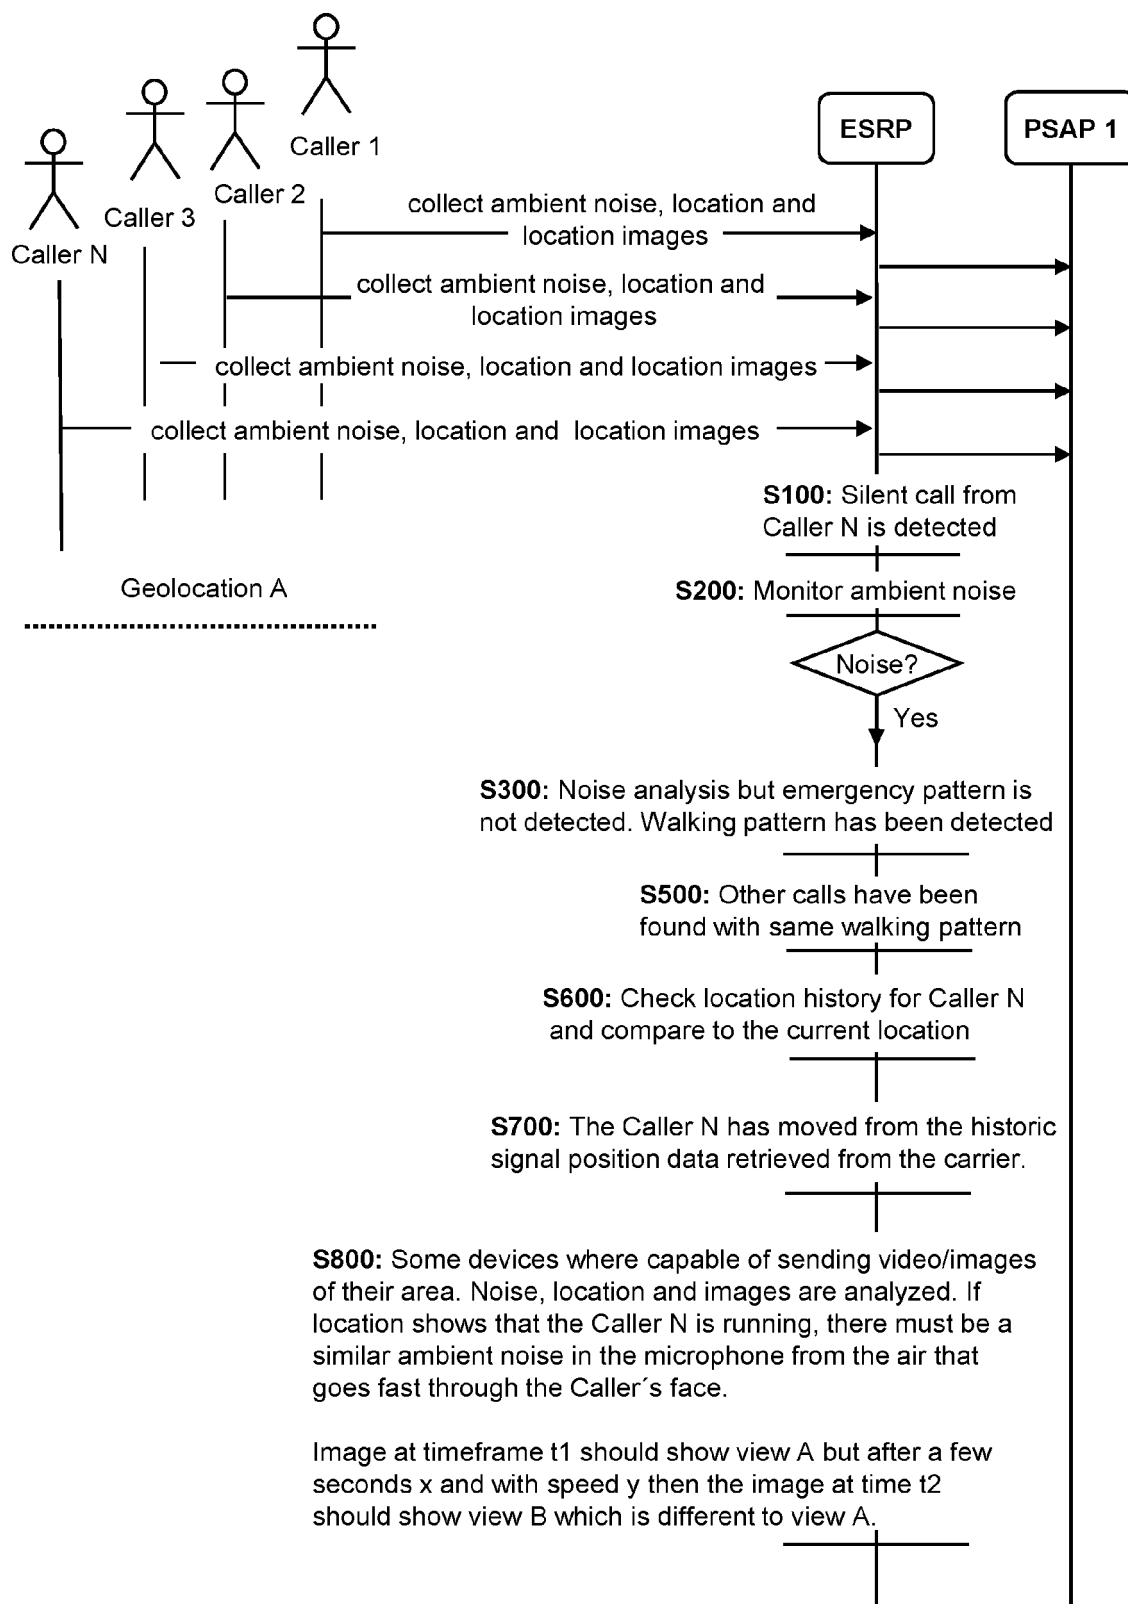 Caller 1
Caller 2
Caller 3
Caller N
ESRP
PSAP 1
collect ambient noise, location and
location images
collect ambient noise, location and
location images
collect ambient noise, location and location images
collect ambient noise, location and location images
Geolocation A
S100: Silent call from
Caller N is detected
S200: Monitor ambient noise
Noise?
Yes
S300: Noise analysis but emergency pattern is
not detected. Walking pattern has been detected
S500: Other calls have been
found with same walking pattern
S600: Check location history for Caller N
and compare to the current location
S700: The Caller N has moved from the historic
signal position data retrieved from the carrier.
S800: Some devices where capable of sending video/images
of their area. Noise, location and images are analyzed. If
location shows that the Caller N is running, there must be a
similar ambient noise in the microphone from the air that
goes fast through the Caller´s face.
Image at timeframe t1 should show view A but after a few
seconds x and with speed y then the image at time t2
should show view B which is different to view A.